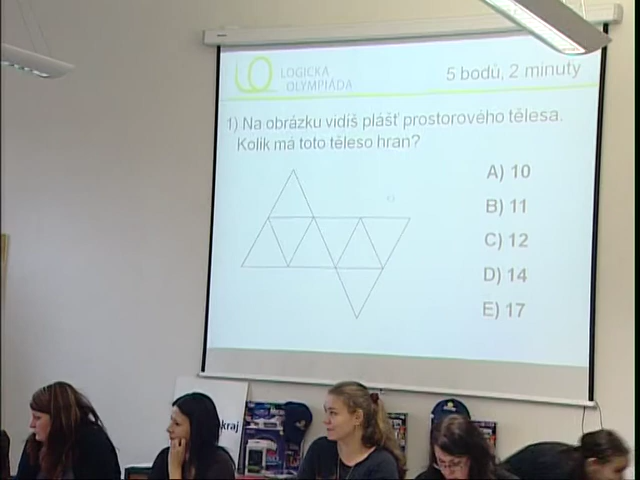 LOGICKÁ
OLYMPIÁDA
5 bodů, 2 minuty
1) Na obrázku vidíš plášť prostorového tělesa.
Kolik má toto těleso hran?
A) 10
B) 11
C) 12
D) 14
E) 17
kraj